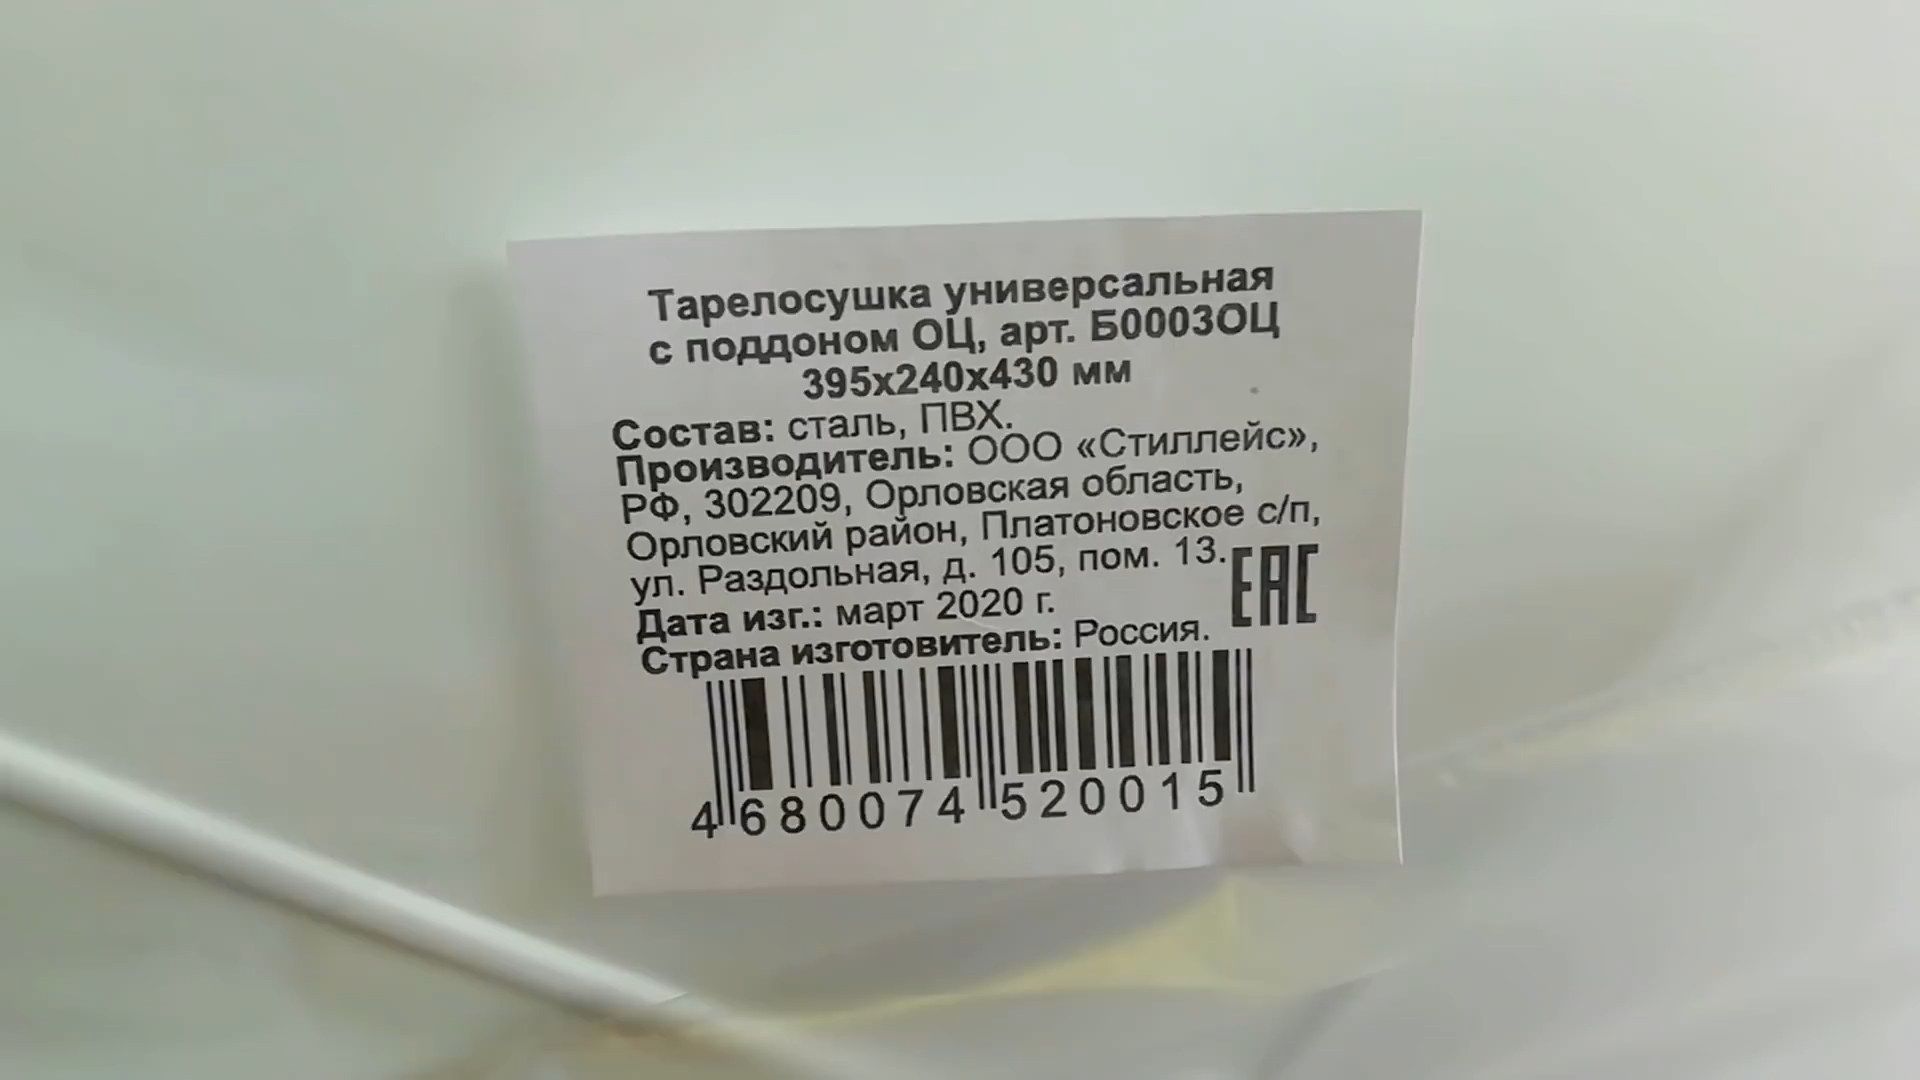 Тарелосушка универсальная
с поддоном ОЦ, арт. Б0003ОЦ
395х240х430 мм
Состав: сталь, ПВХ.
Производитель: ООО «Стиллейс»,
РФ, 302209, Орловская область,
Орловский район, Платоновское с/п,
ул. Раздольная, д. 105, пом. 13.
EAC
Дата изг.: март 2020 г.
Страна изготовитель: Россия.
4 680074 520015